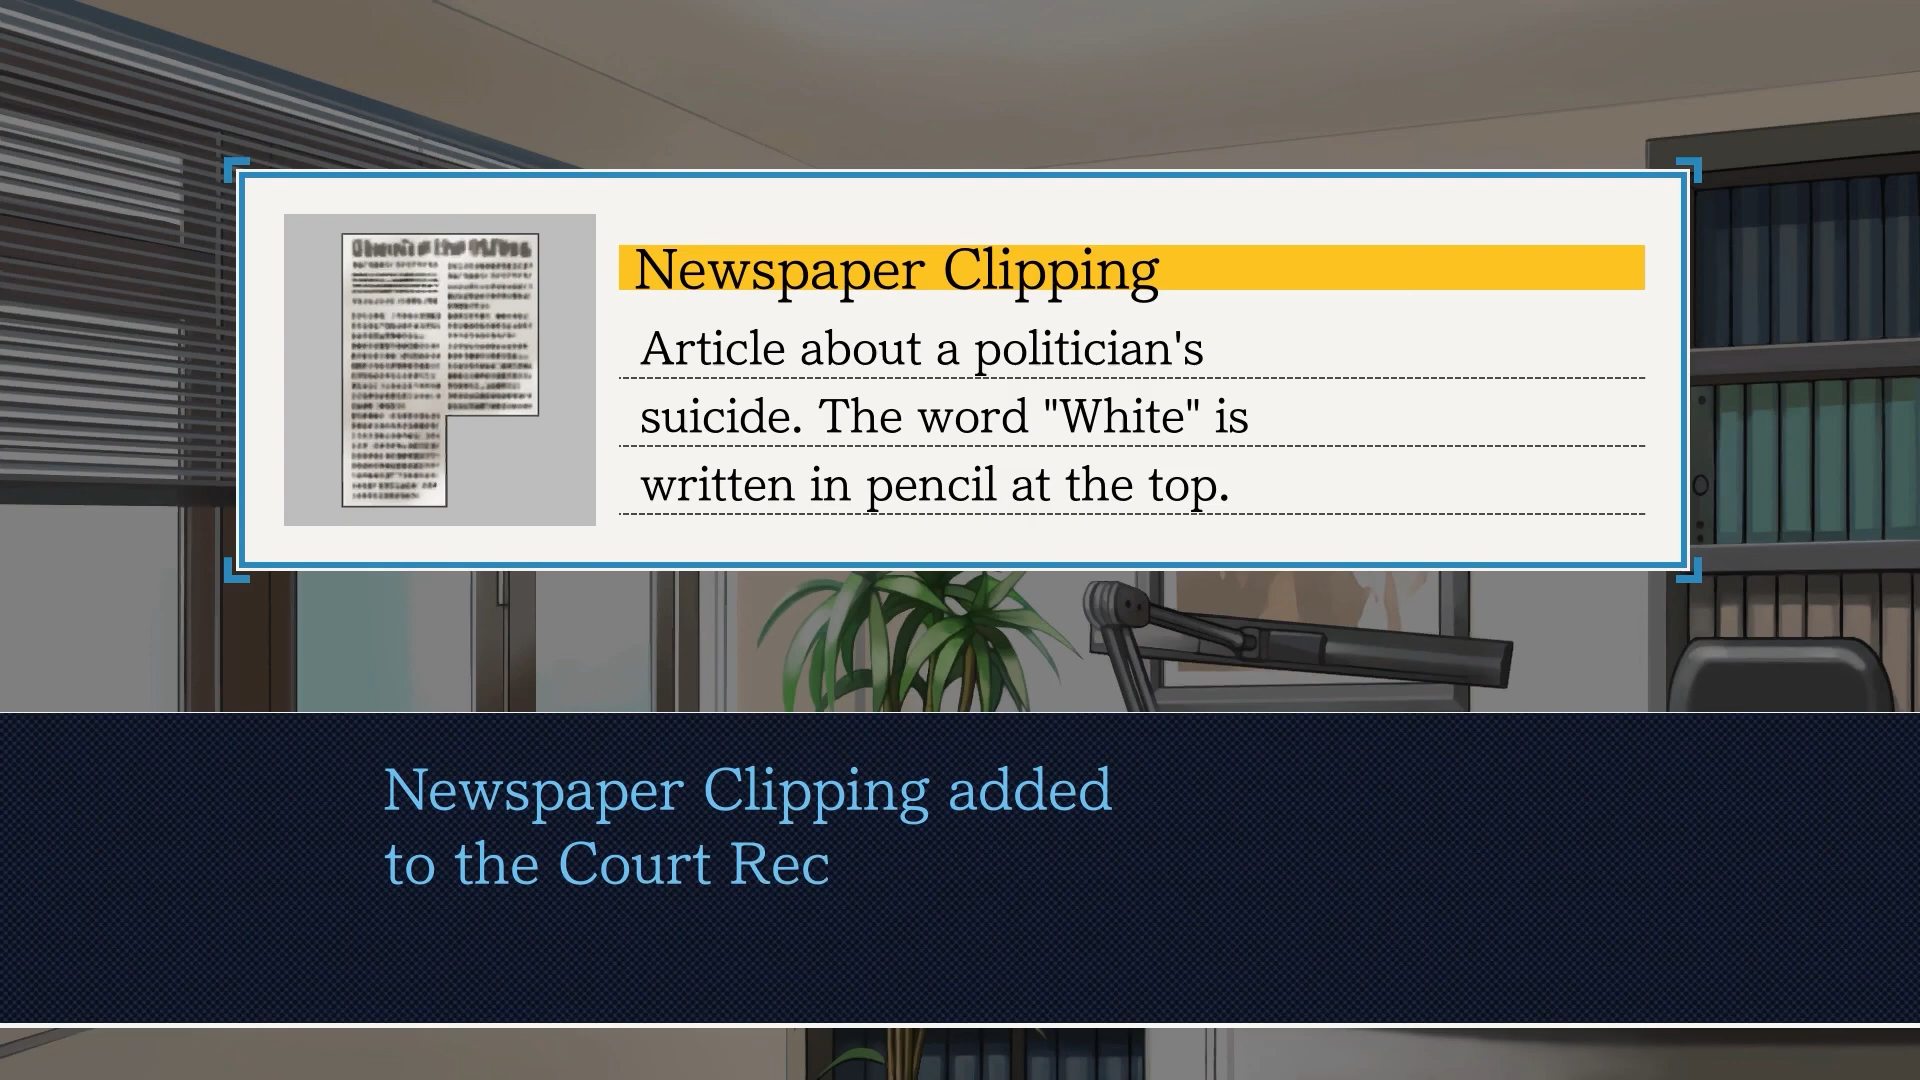 Newspaper Clipping
Article about a politician's
suicide. The word "White" is
written in pencil at the top.
Newspaper Clipping added
to the Court Rec